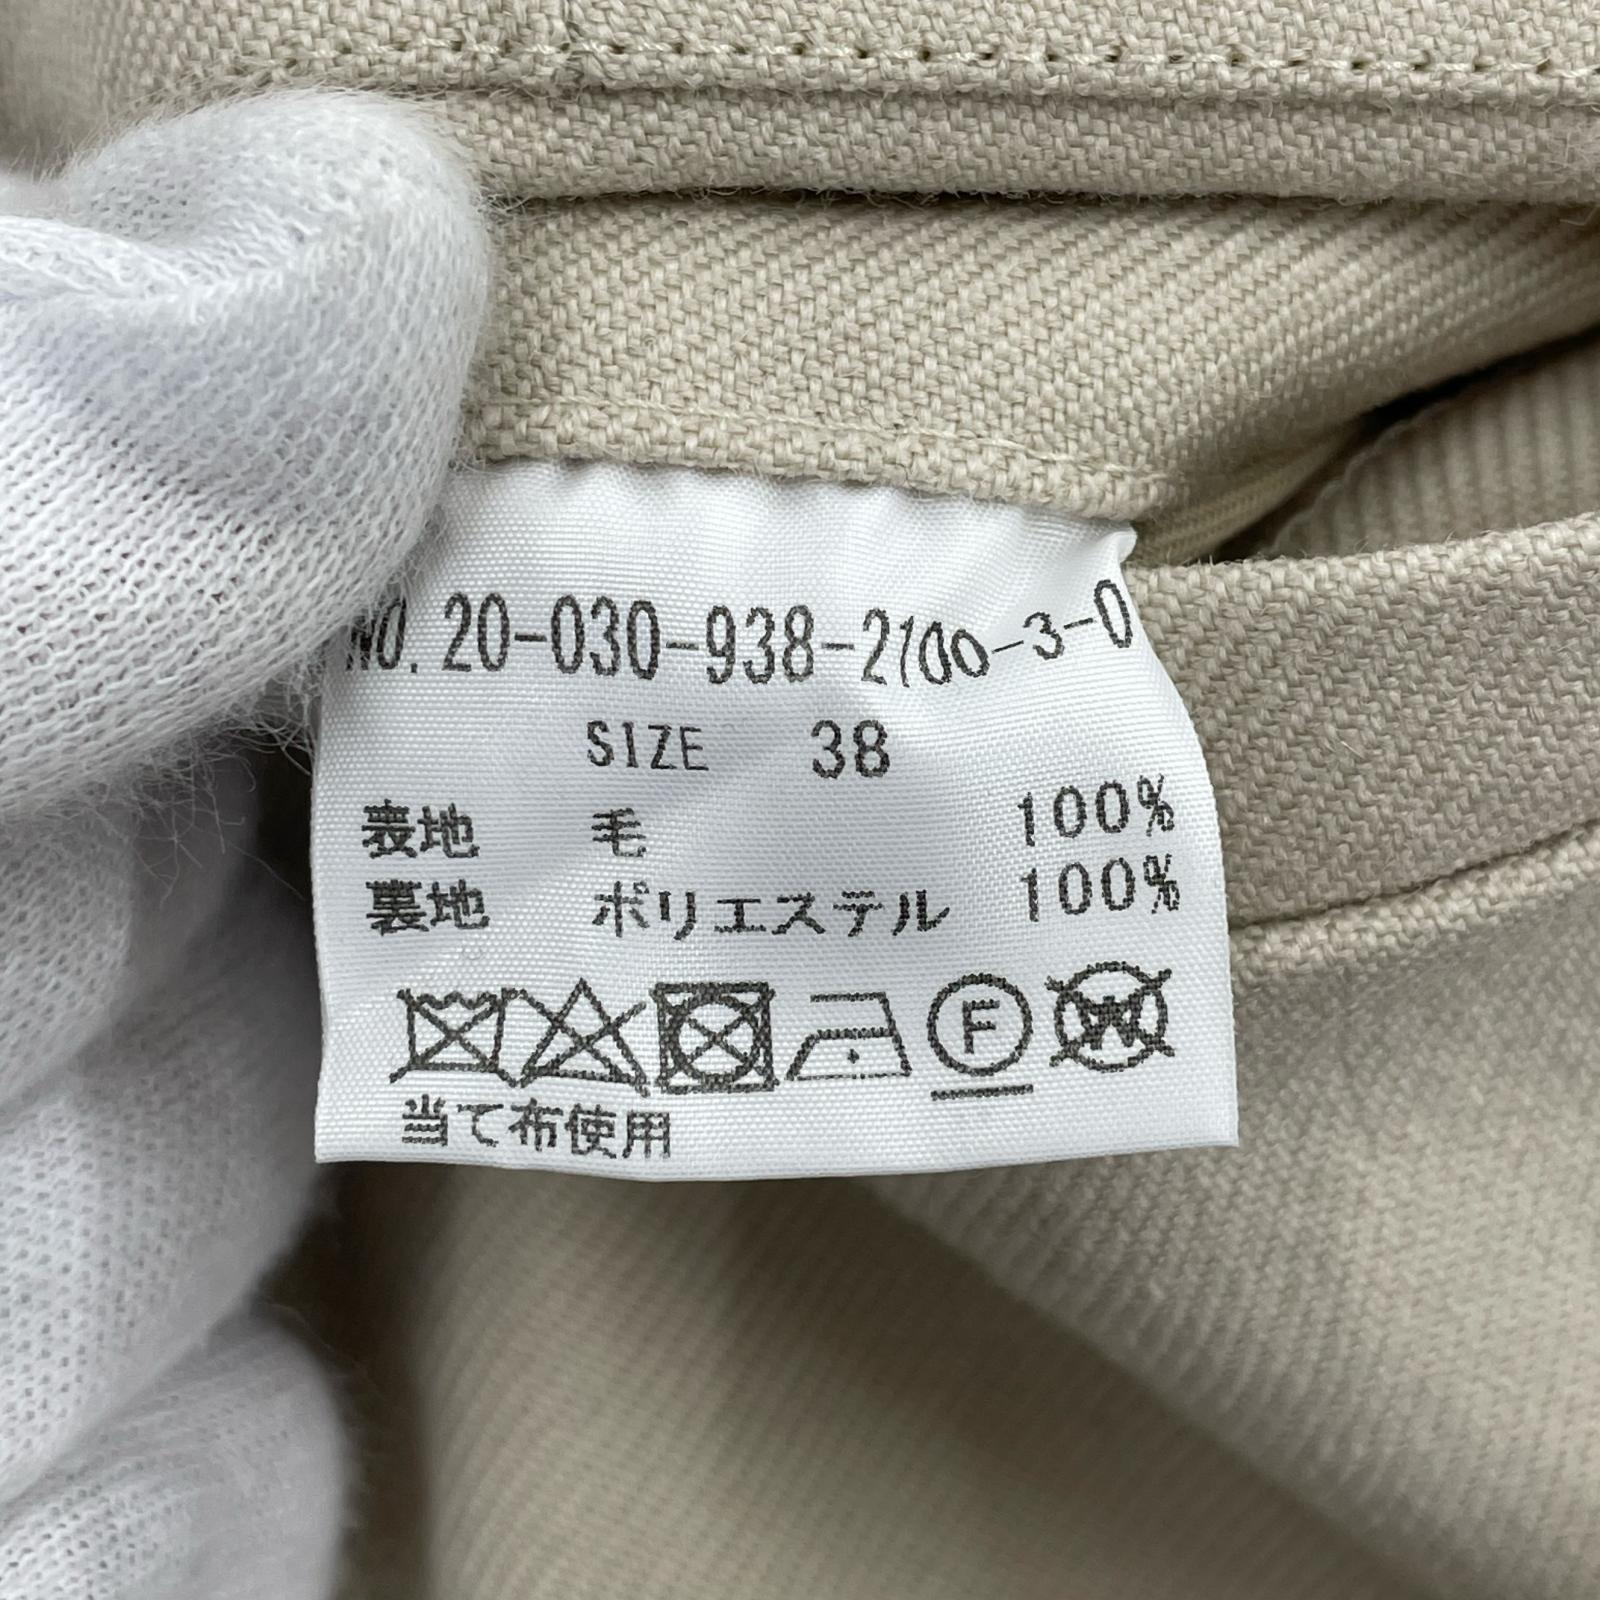 NO. 20-030-938-2100-3-0
SIZE 38
表地 毛 100%
裏地 ポリエステル 100%
F W
当て布使用